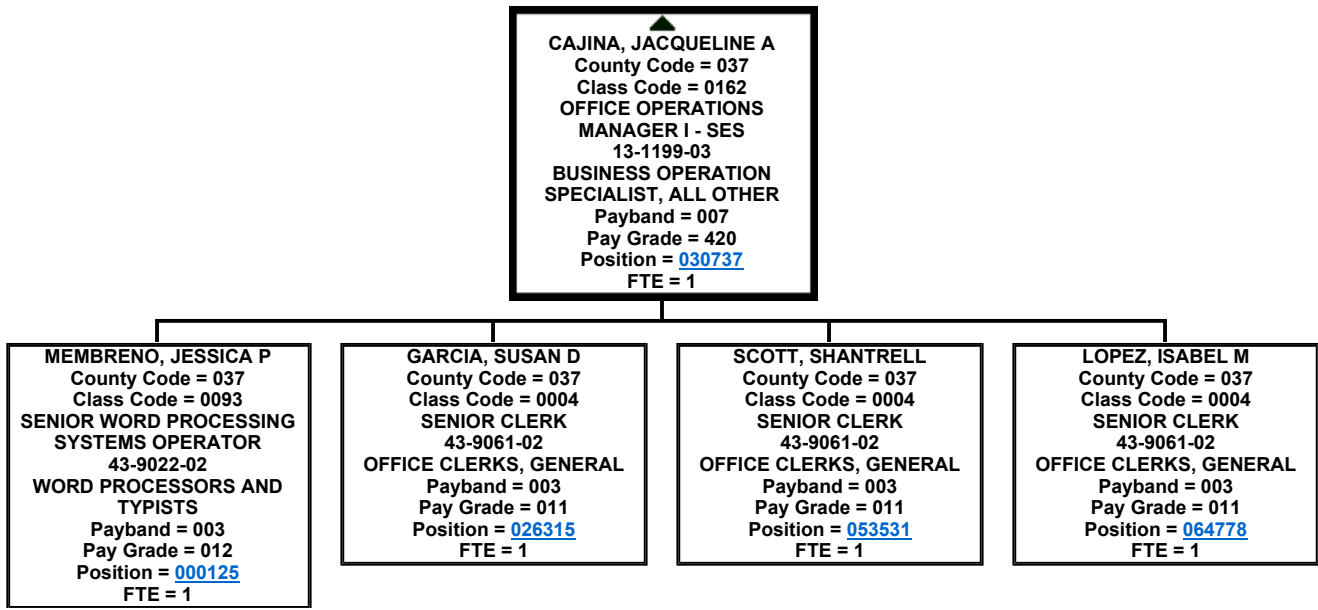 CAJINA, JACQUELINE A
County Code = 037
Class Code = 0162
OFFICE OPERATIONS
MANAGER I - SES
13-1199-03
BUSINESS OPERATION
SPECIALIST, ALL OTHER
Payband = 007
Pay Grade = 420
Position = 030737
FTE = 1
MEMBRENO, JESSICA P
County Code = 037
Class Code = 0093
SENIOR WORD PROCESSING
SYSTEMS OPERATOR
43-9022-02
WORD PROCESSORS AND
TYPISTS
Payband = 003
Pay Grade = 012
Position = 000125
FTE = 1
GARCIA, SUSAN D
County Code = 037
Class Code = 0004
SENIOR CLERK
43-9061-02
OFFICE CLERKS, GENERAL
Payband = 003
Pay Grade = 011
Position = 026315
FTE = 1
SCOTT, SHANTRELL
County Code = 037
Class Code = 0004
SENIOR CLERK
43-9061-02
OFFICE CLERKS, GENERAL
Payband = 003
Pay Grade = 011
Position = 053531
FTE = 1
LOPEZ, ISABEL M
County Code = 037
Class Code = 0004
SENIOR CLERK
43-9061-02
OFFICE CLERKS, GENERAL
Payband = 003
Pay Grade = 011
Position = 064778
FTE = 1